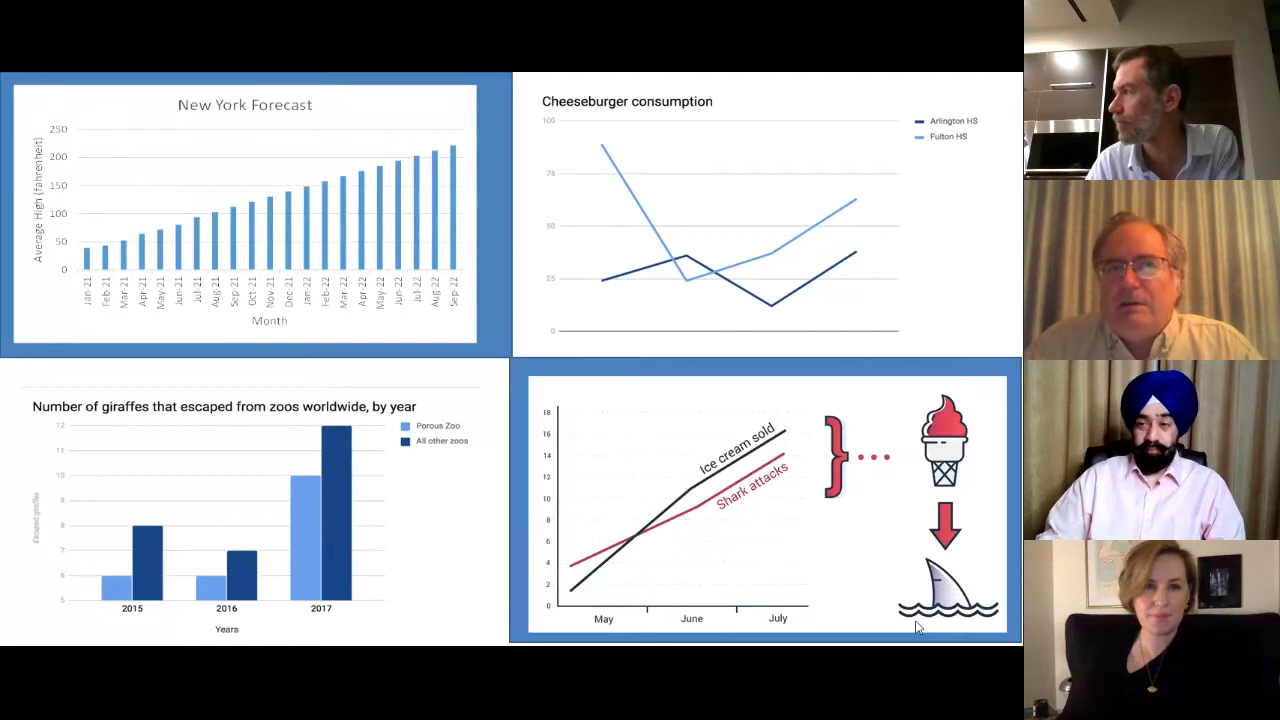 New York Forecast
Average High (fahrenheit)
250
200
150
100
50
0
Jan-21
Feb-21
Mar-21
Apr-21
May-21
Jun-21
Jul-21
Aug-21
Sep-21
Oct-21
Nov-21
Dec-21
Jan-22
Feb-22
Mar-22
Apr-22
May-22
Jun-22
Jul-22
Aug-22
Sep-22
Month
Cheeseburger consumption
100
75
50
25
0
Arlington HS
Fulton HS
Number of giraffes that escaped from zoos worldwide, by year
Escaped giraffes
12
11
10
9
8
7
6
5
Porous Zoo
All other zoos
2015
2016
2017
Years
18
16
14
12
10
8
6
4
2
0
Ice cream sold
Shark attacks
May
June
July